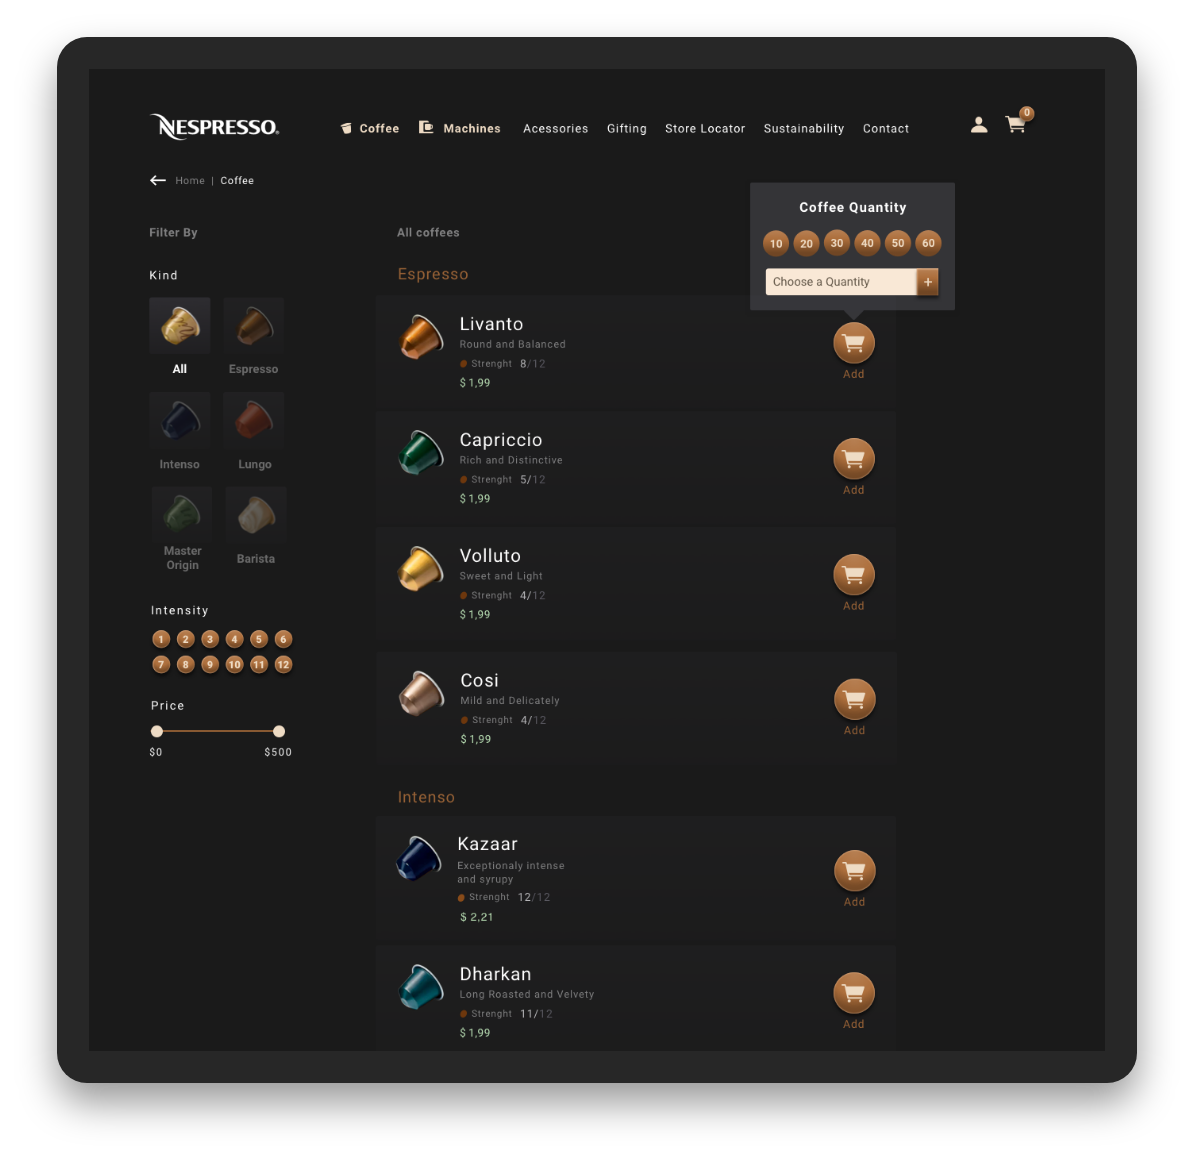 NESPRESSO.
Coffee Machines Acessories Gifting Store Locator Sustainability Contact
0
Home | Coffee
Filter By
Kind
All Espresso
Intenso Lungo
Master Origin Barista
Intensity
1 2 3 4 5 6
7 8 9 10 11 12
Price
$0 $500
All coffees
Coffee Quantity
10 20 30 40 50 60
Choose a Quantity +
Espresso
Livanto
Round and Balanced
Strenght 8/12
$ 1,99
Add
Capriccio
Rich and Distinctive
Strenght 5/12
$ 1,99
Add
Volluto
Sweet and Light
Strenght 4/12
$ 1,99
Add
Cosi
Mild and Delicately
Strenght 4/12
$ 1,99
Add
Intenso
Kazaar
Exceptionaly intense
and syrupy
Strenght 12/12
$ 2,21
Add
Dharkan
Long Roasted and Velvety
Strenght 11/12
$ 1,99
Add